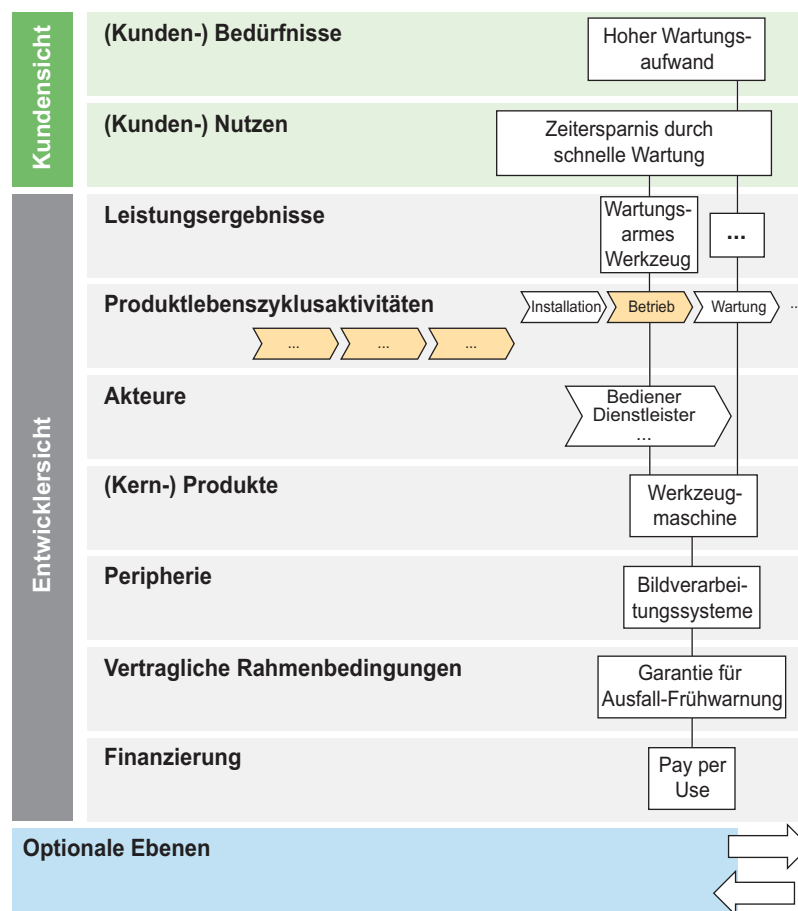 Kundensicht
(Kunden-) Bedürfnisse
Hoher Wartungs-
aufwand
(Kunden-) Nutzen
Zeitersparnis durch
schnelle Wartung
Entwicklersicht
Leistungsergebnisse
Wartungs-
armes
Werkzeug
...
Produktlebenszyklusaktivitäten
Installation
Betrieb
Wartung
...
...
...
...
Akteure
Bediener
Dienstleister
...
(Kern-) Produkte
Werkzeug-
maschine
Peripherie
Bildverarbei-
tungssysteme
Vertragliche Rahmenbedingungen
Garantie für
Ausfall-Frühwarnung
Finanzierung
Pay per
Use
Optionale Ebenen